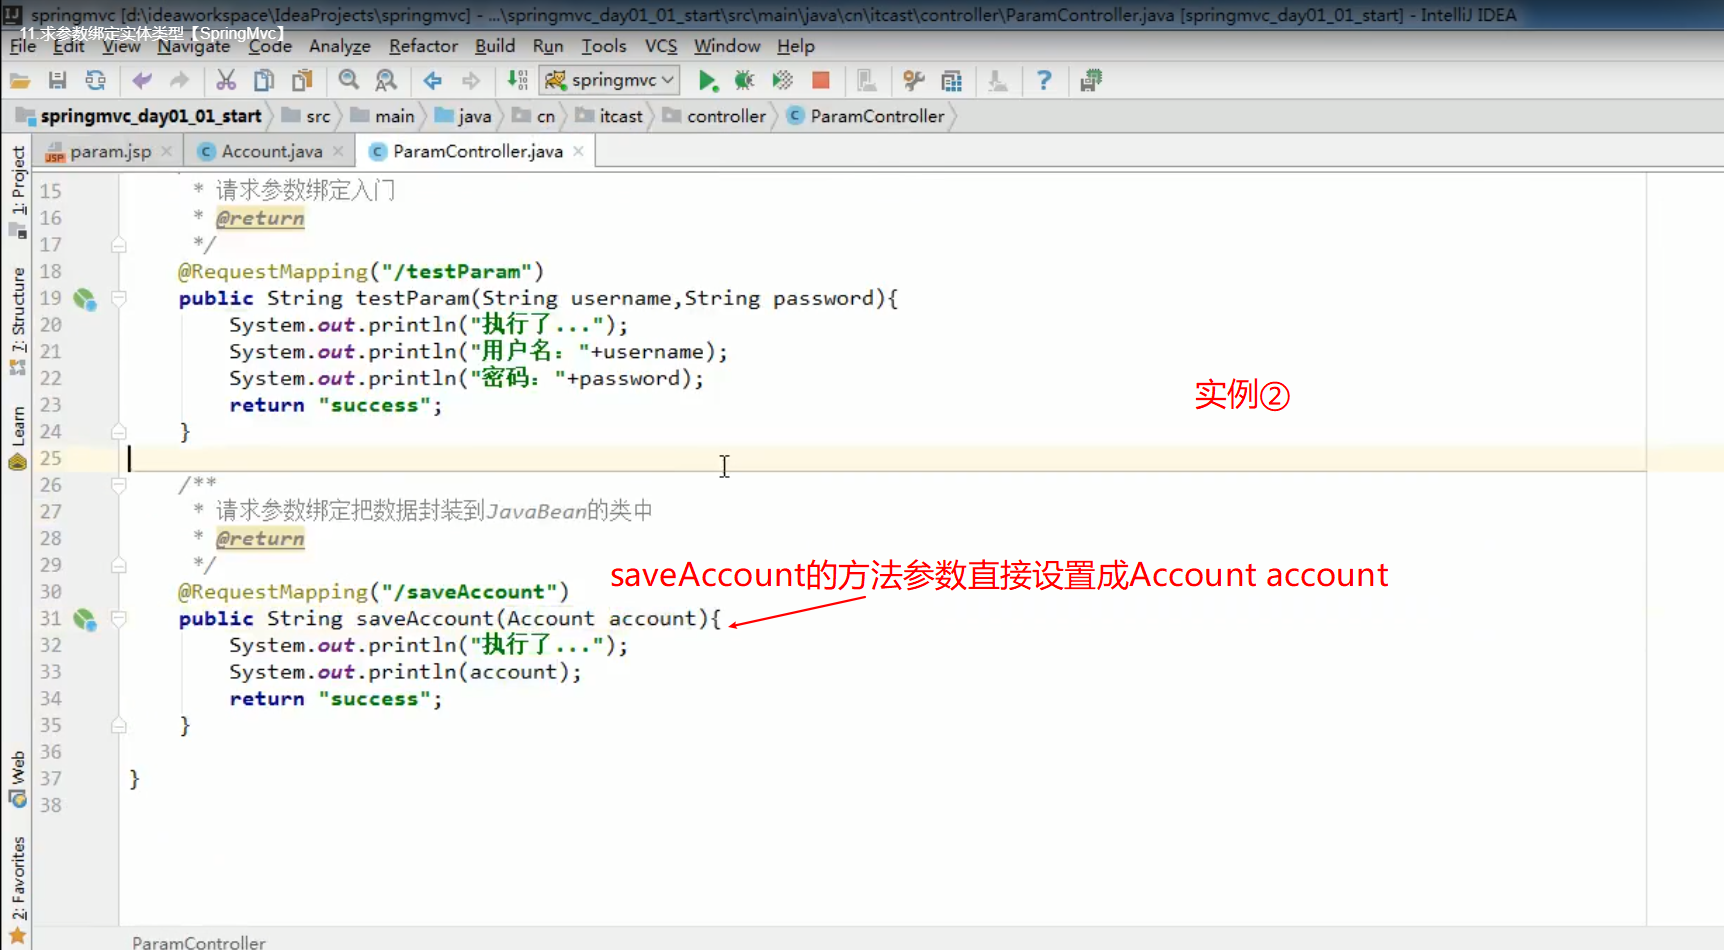 springmvc [d:\ideaworkspace\IdeaProjects\springmvc] - ...\springmvc_day01_01_start\src\main\java\cn\itcast\controller\ParamController.java [springmvc_day01_01_start] - IntelliJ IDEA
11.求参数绑定实体类型【SpringMvc】
File Edit View Navigate Code Analyze Refactor Build Run Tools VCS Window Help
springmvc
springmvc_day01_01_start src main java cn itcast controller ParamController
param.jsp Account.java ParamController.java
1: Project
7: Structure
Learn
Web
2: Favorites
15 * 请求参数绑定入门
16 * @return
17 */
18 @RequestMapping("/testParam")
19 public String testParam(String username,String password){
20 System.out.println("执行了...");
21 System.out.println("用户名："+username);
22 System.out.println("密码："+password);
23 return "success";
24 }
实例②
25
26 /**
27 * 请求参数绑定把数据封装到JavaBean的类中
28 * @return
29 */
saveAccount的方法参数直接设置成Account account
30 @RequestMapping("/saveAccount")
31 public String saveAccount(Account account){
32 System.out.println("执行了...");
33 System.out.println(account);
34 return "success";
35 }
36
37 }
38
ParamController